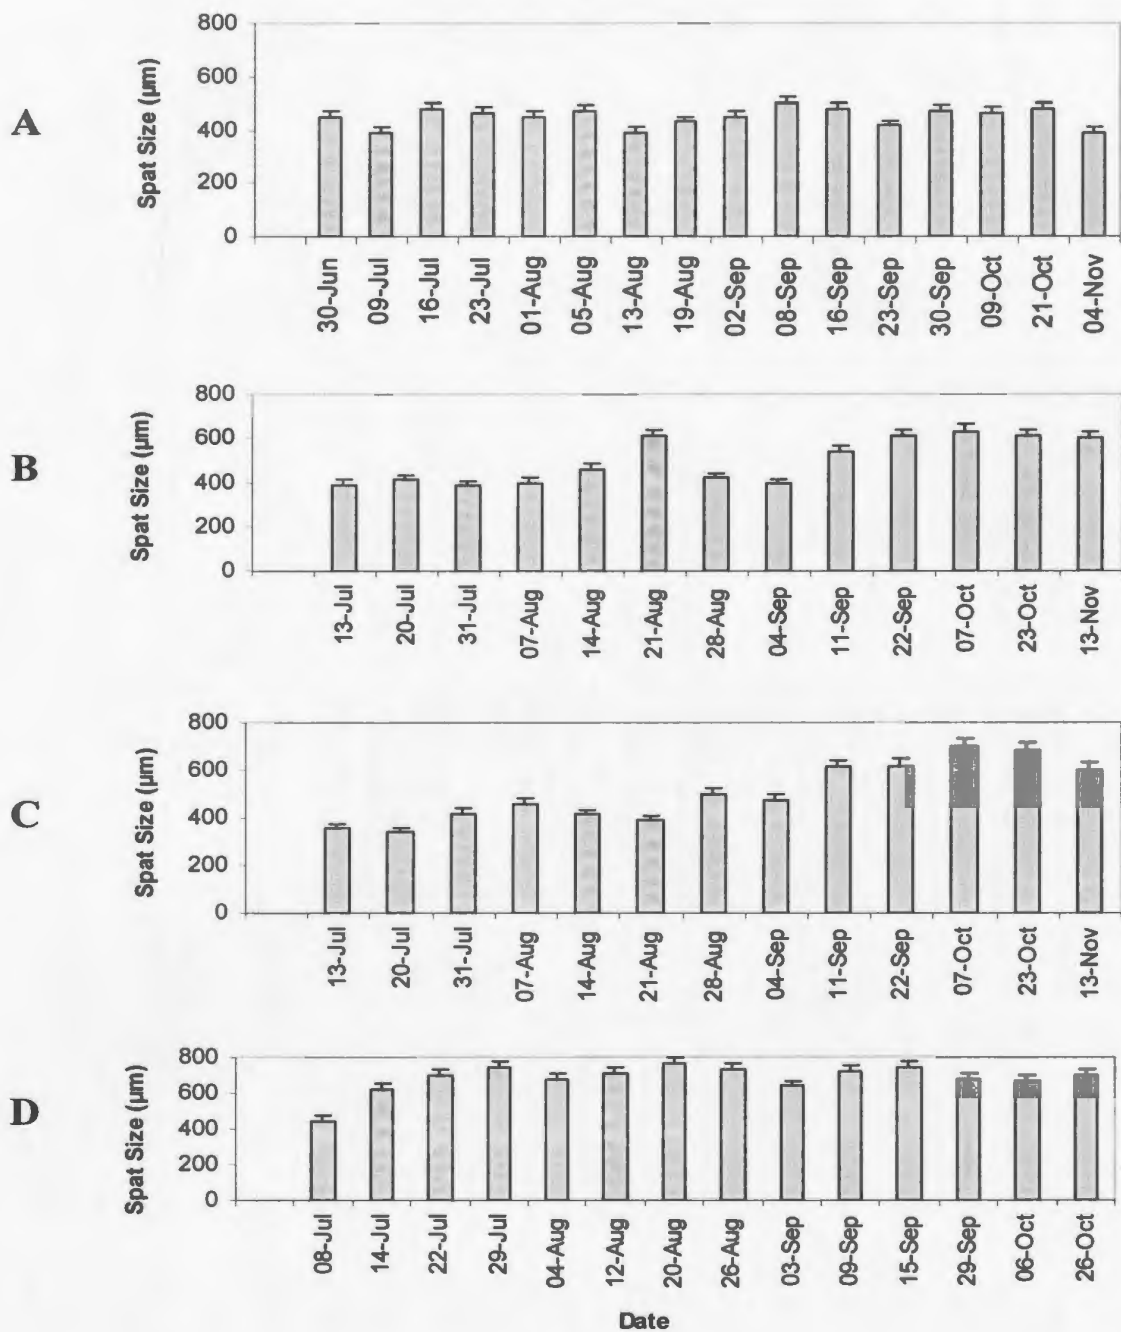 A
Spat Size (µm)
800
600
400
200
0
30-Jun
09-Jul
16-Jul
23-Jul
01-Aug
05-Aug
13-Aug
19-Aug
02-Sep
08-Sep
16-Sep
23-Sep
30-Sep
09-Oct
21-Oct
04-Nov
B
Spat Size (µm)
800
600
400
200
0
13-Jul
20-Jul
31-Jul
07-Aug
14-Aug
21-Aug
28-Aug
04-Sep
11-Sep
22-Sep
07-Oct
23-Oct
13-Nov
C
Spat Size (µm)
800
600
400
200
0
13-Jul
20-Jul
31-Jul
07-Aug
14-Aug
21-Aug
28-Aug
04-Sep
11-Sep
22-Sep
07-Oct
23-Oct
13-Nov
D
Spat Size (µm)
800
600
400
200
0
08-Jul
14-Jul
22-Jul
29-Jul
04-Aug
12-Aug
20-Aug
26-Aug
03-Sep
09-Sep
15-Sep
29-Sep
06-Oct
26-Oct
Date